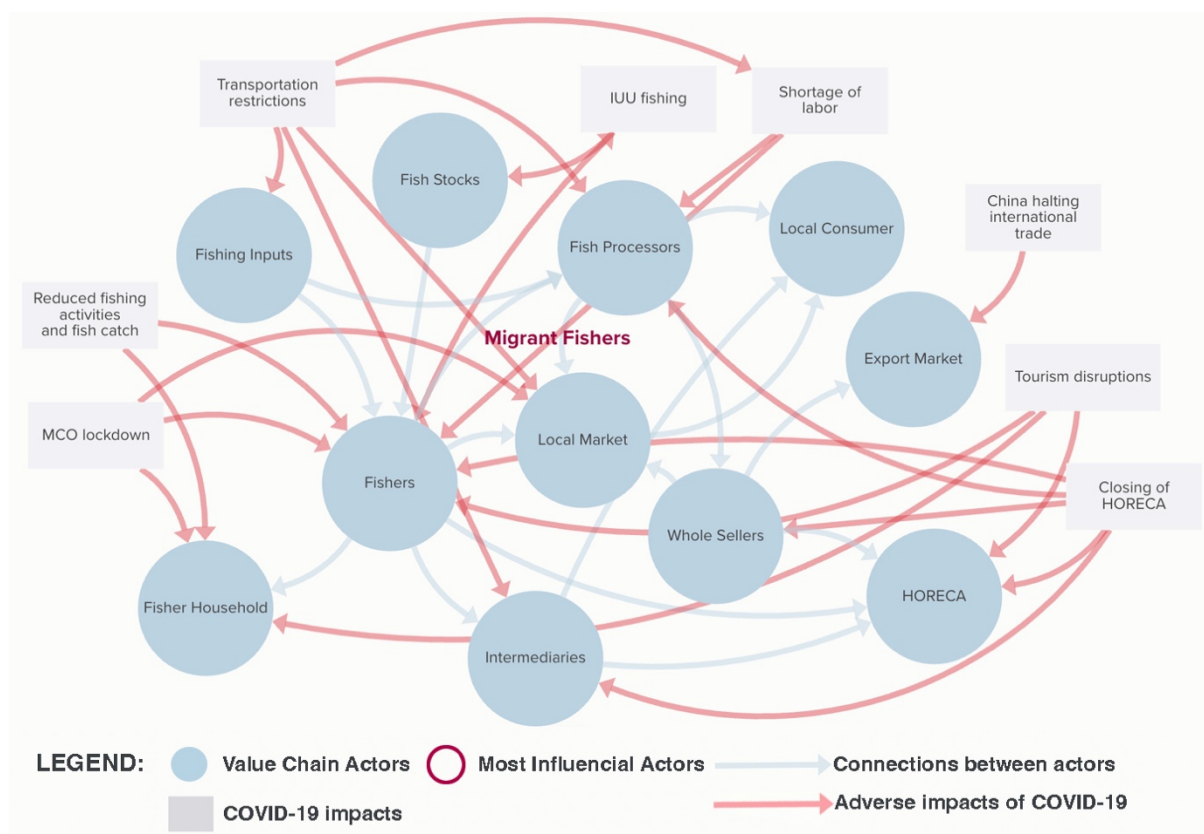 Transportation
restrictions
IUU fishing
Shortage of
labor
Fish Stocks
Fishing Inputs
Fish Processors
Local Consumer
China halting
international
trade
Reduced fishing
activities
and fish catch
Migrant Fishers
Export Market
Tourism disruptions
MCO lockdown
Local Market
Fishers
Whole Sellers
Closing of
HORECA
Fisher Household
HORECA
Intermediaries
LEGEND:
Value Chain Actors
Most Influencial Actors
Connections between actors
COVID-19 impacts
Adverse impacts of COVID-19